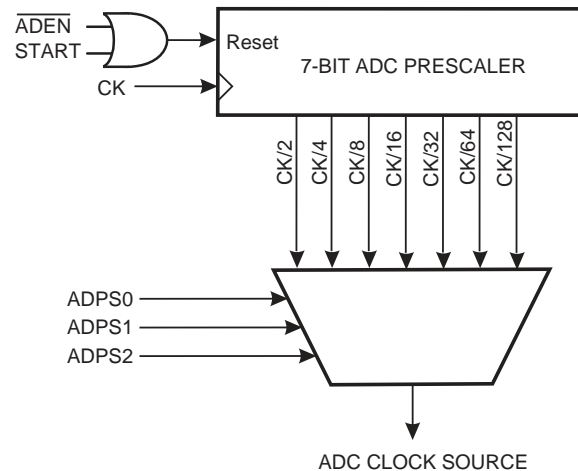 ADEN
START
Reset
7-BIT ADC PRESCALER
CK
CK/2
CK/4
CK/8
CK/16
CK/32
CK/64
CK/128
ADPS0
ADPS1
ADPS2
ADC CLOCK SOURCE